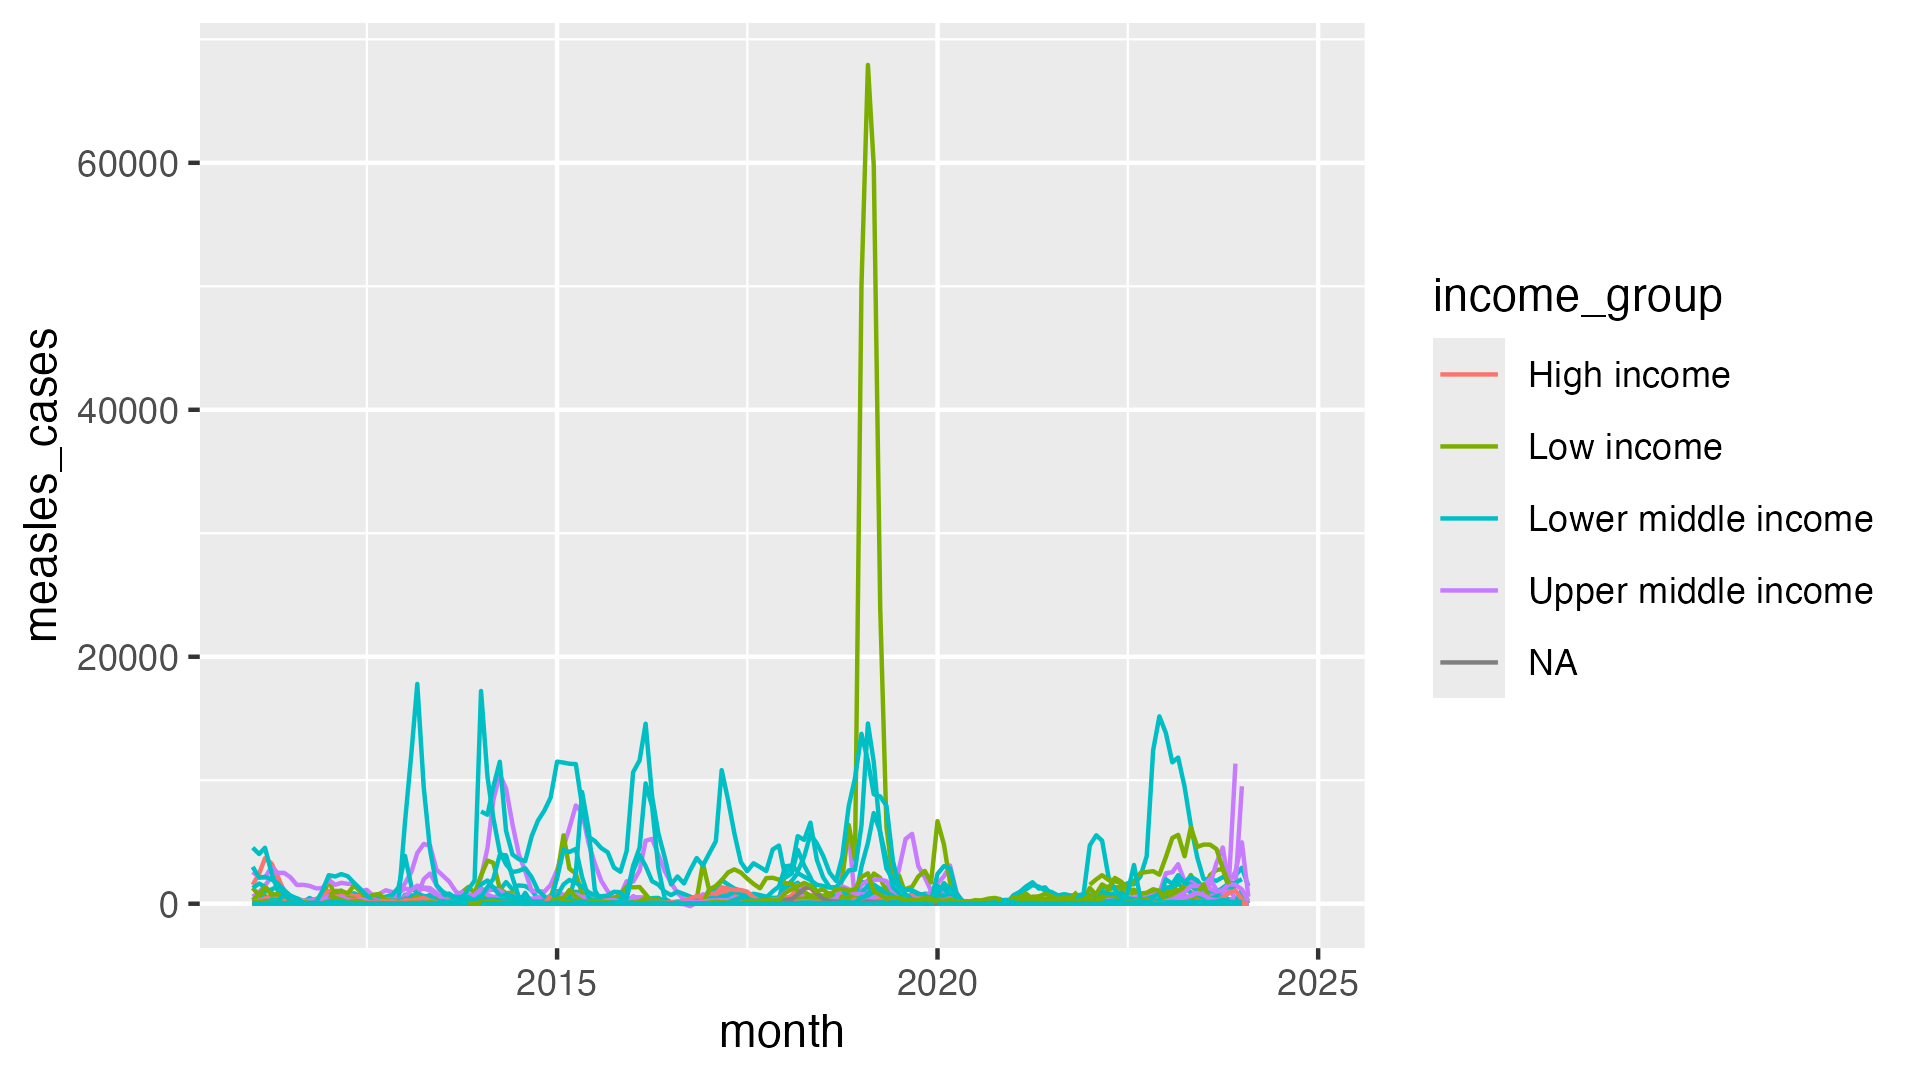 measles_cases
60000
40000
20000
0
2015
2020
2025
month
income_group
High income
Low income
Lower middle income
Upper middle income
NA